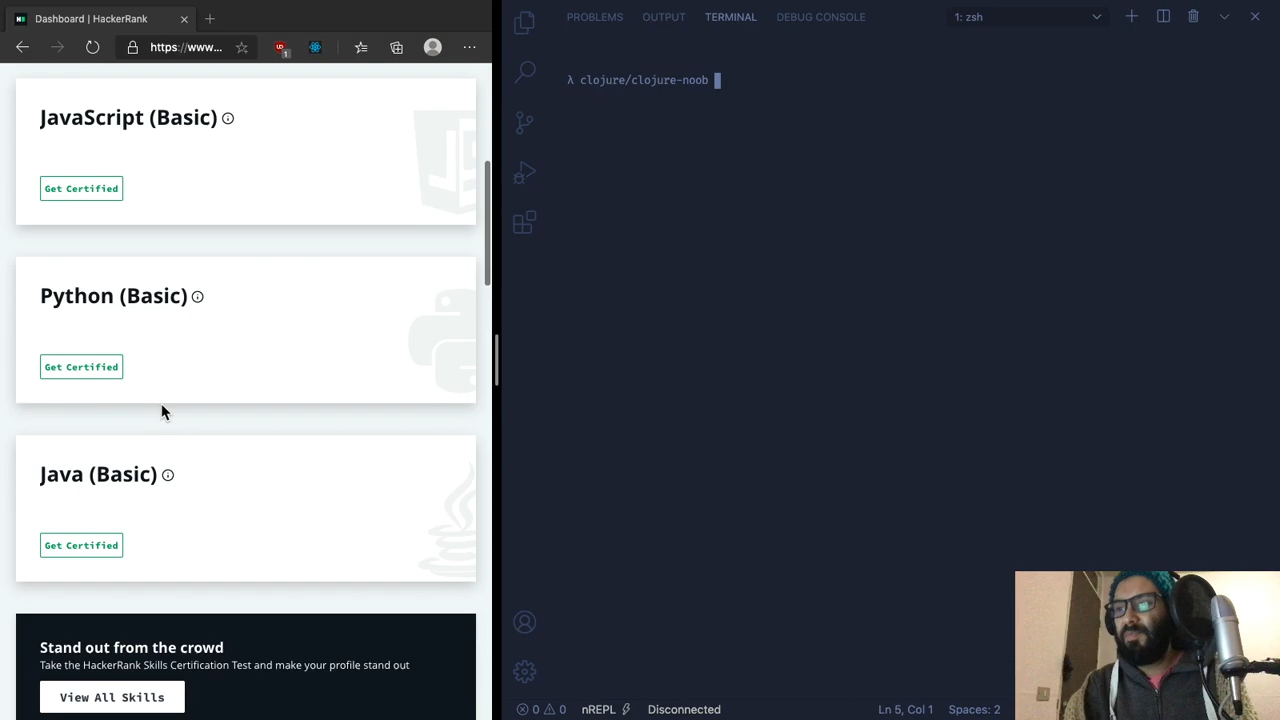 Dashboard | HackerRank
https://www...
1
JavaScript (Basic)
Get Certified
Python (Basic)
Get Certified
Java (Basic)
Get Certified
Stand out from the crowd
Take the HackerRank Skills Certification Test and make your profile stand out
View All Skills
PROBLEMS OUTPUT TERMINAL DEBUG CONSOLE 1: zsh
λ clojure/clojure-noob
0 0 nREPL Disconnected Ln 5, Col 1 Spaces: 2